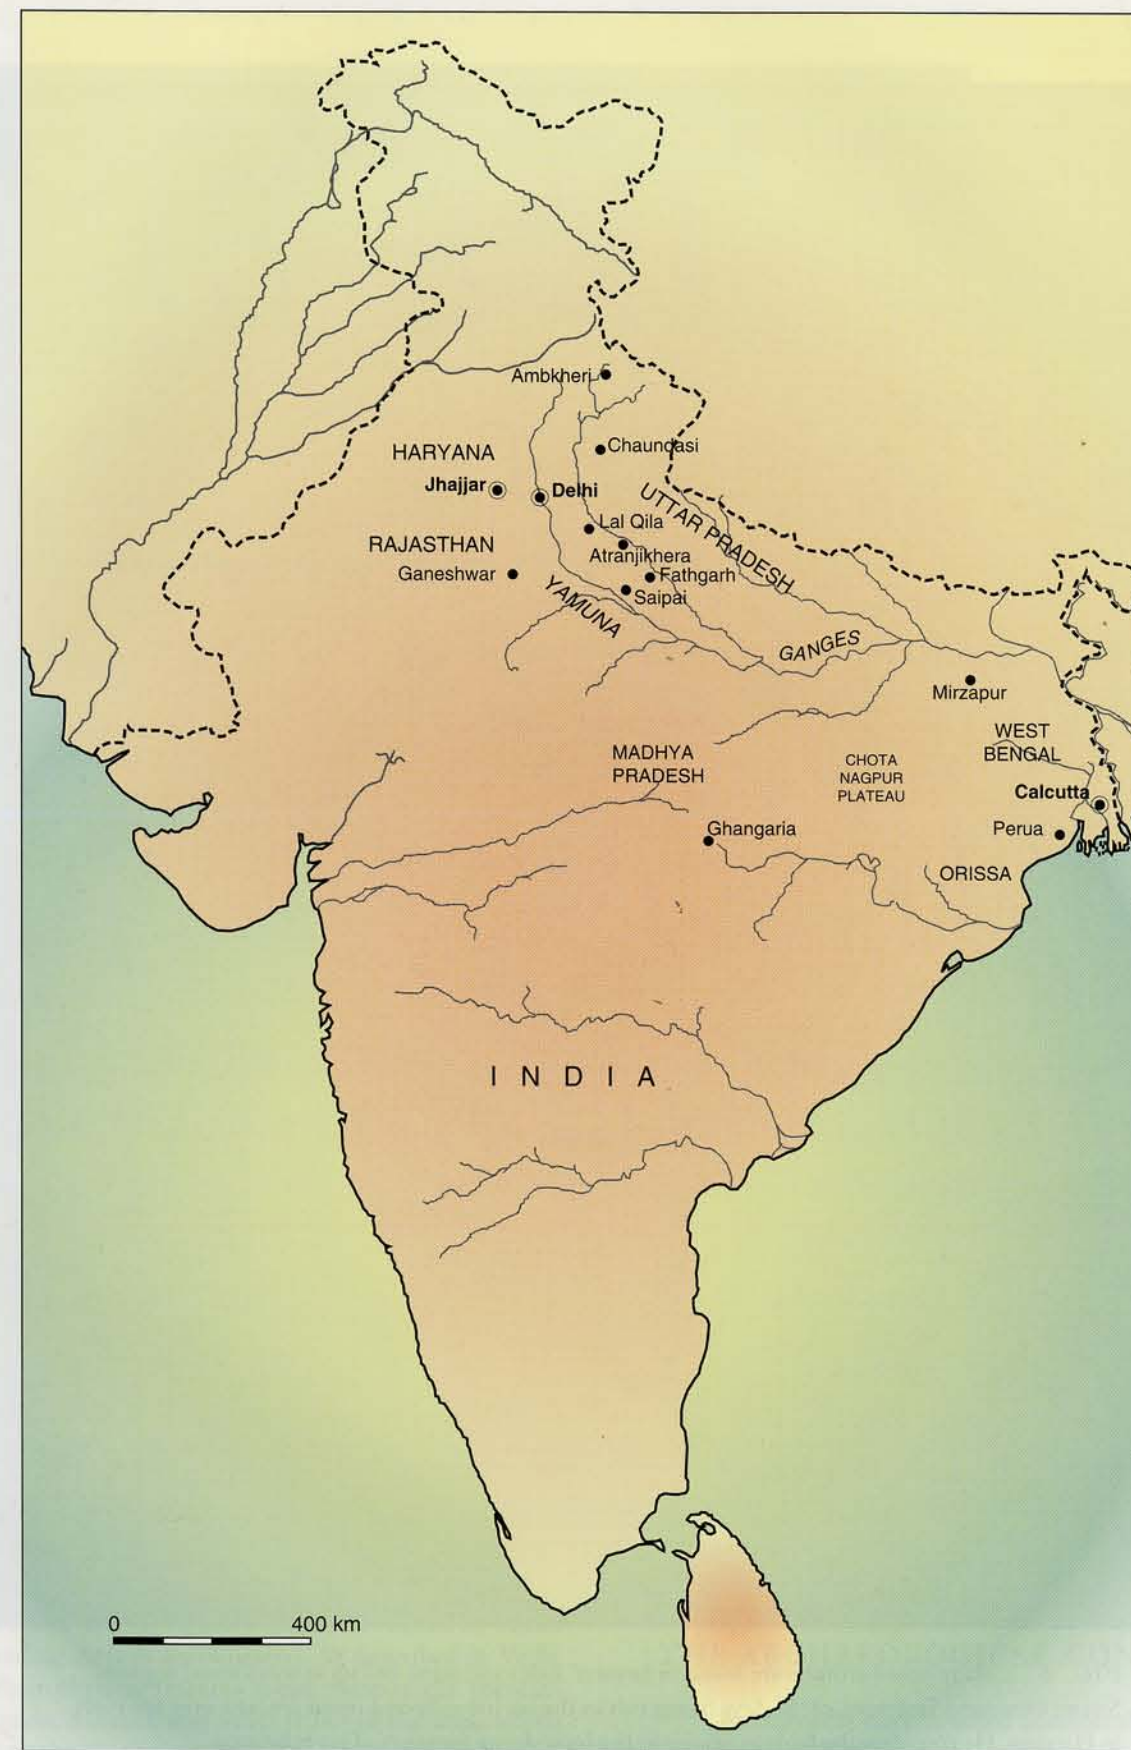 Ambkheri
Chaundasi
HARYANA
Jhajjar
Delhi
UTTAR PRADESH
Lal Qila
RAJASTHAN
Atranjikhera
Ganeshwar
Fathgarh
YAMUNA
Saipai
GANGES
Mirzapur
MADHYA
PRADESH
CHOTA
NAGPUR
PLATEAU
WEST
BENGAL
Calcutta
Ghangaria
Perua
ORISSA
INDIA
0 400 km